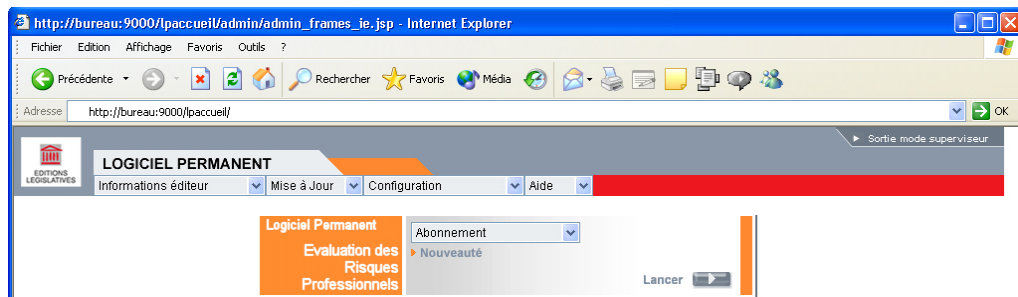 http://bureau:9000/lpaccueil/admin/admin_frames_ie.jsp - Internet Explorer
Fichier Edition Affichage Favoris Outils ?
Précédente Rechercher Favoris Média
Adresse http://bureau:9000/lpaccueil/ OK
Sortie mode superviseur
EDITIONS
LEGISLATIVES
LOGICIEL PERMANENT
Informations éditeur Mise à Jour Configuration Aide
Logiciel Permanent
Evaluation des
Risques
Professionnels
Abonnement
Nouveauté
Lancer